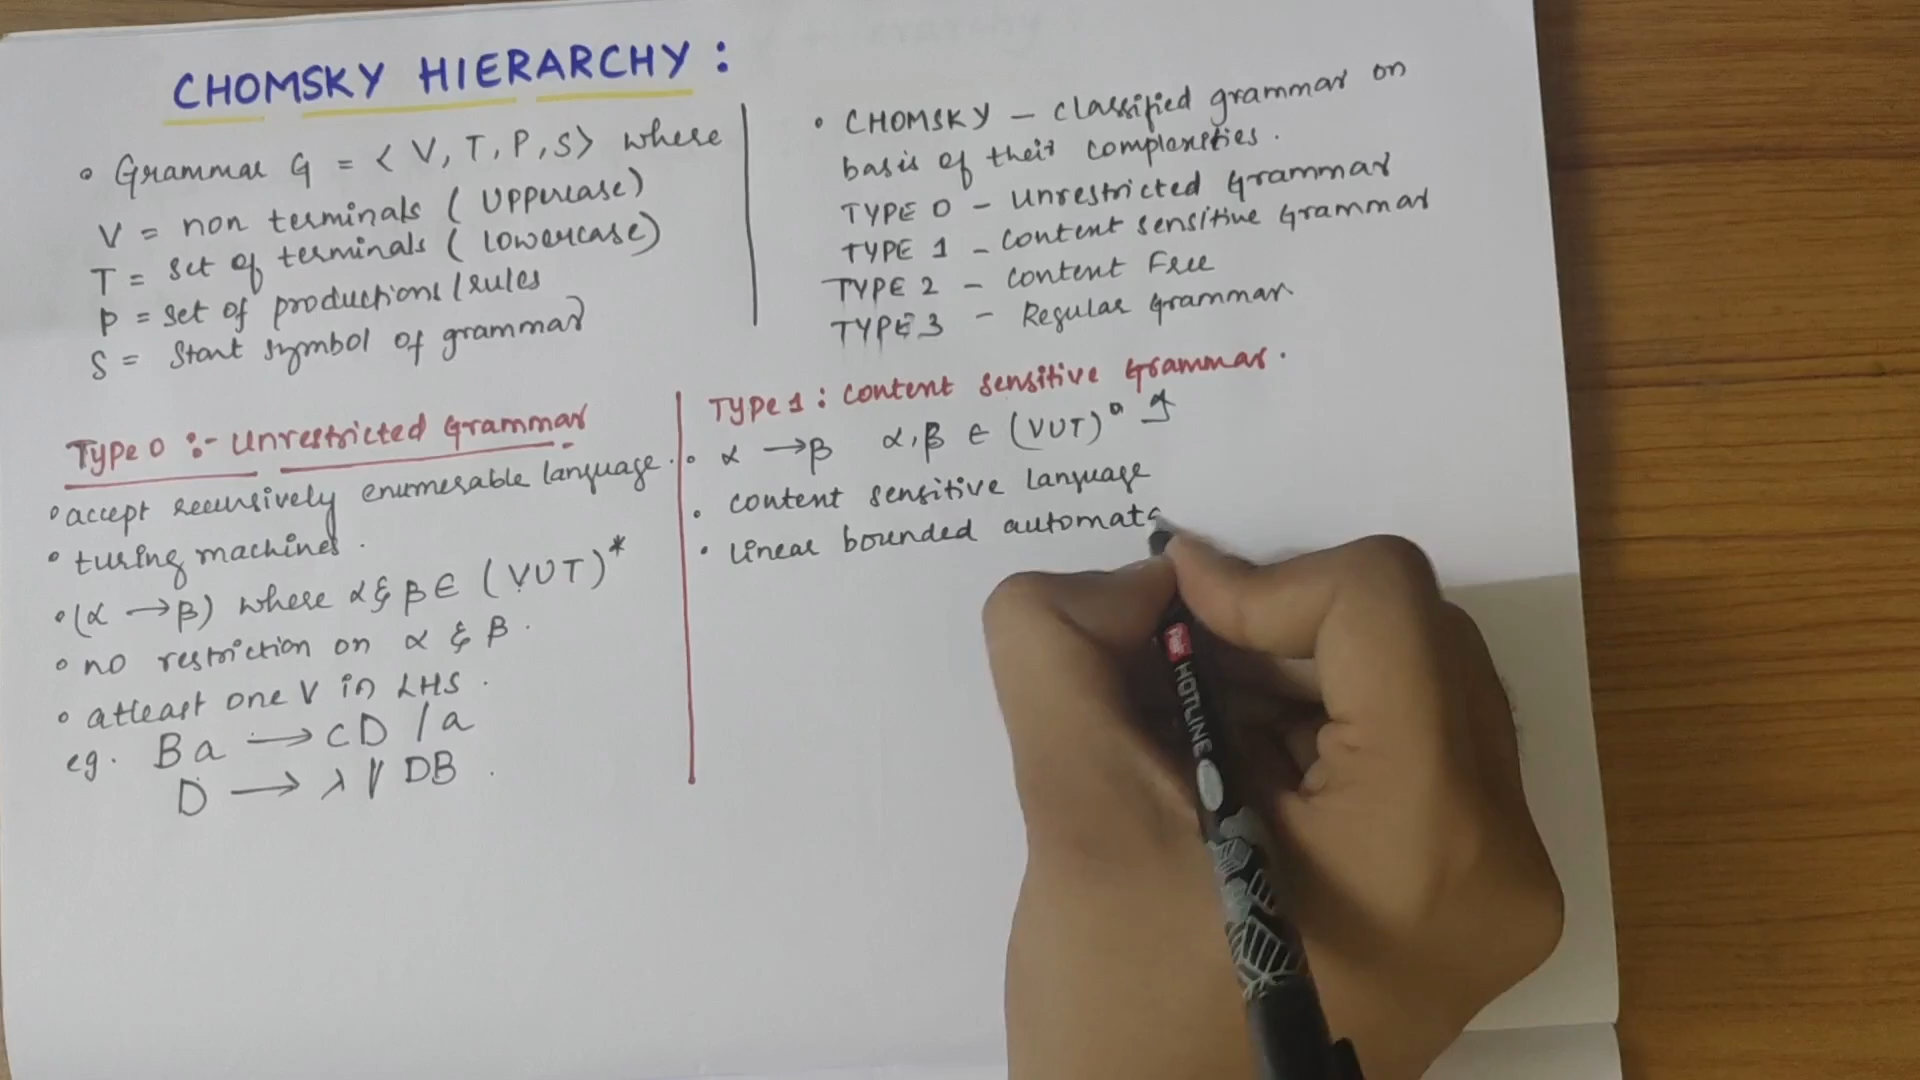 CHOMSKY HIERARCHY :
• Grammar G = < V, T, P, S> where
V = non terminals ( Uppercase)
T = set of terminals ( Lowercase)
P = set of productions/rules
S = Start symbol of grammar
• CHOMSKY – Classified grammar on
basis of their complexities.
TYPE 0 – Unrestricted Grammar
TYPE 1 – Content sensitive Grammar
TYPE 2 – Content Free
TYPE 3 – Regular Grammar
Type 0 :- Unrestricted Grammar
• accept recursively enumerable language.
• turing machines.
• (α → β) where α & β ∈ (VUT)*
• no restriction on α & β.
• atleast one V in LHS.
eg. Ba → cD / a
D → λ / DB.
Type 1 : Content sensitive Grammar.
• α → β α, β ∈ (VUT)
• content sensitive language
• linear bounded automata
HOTLINE